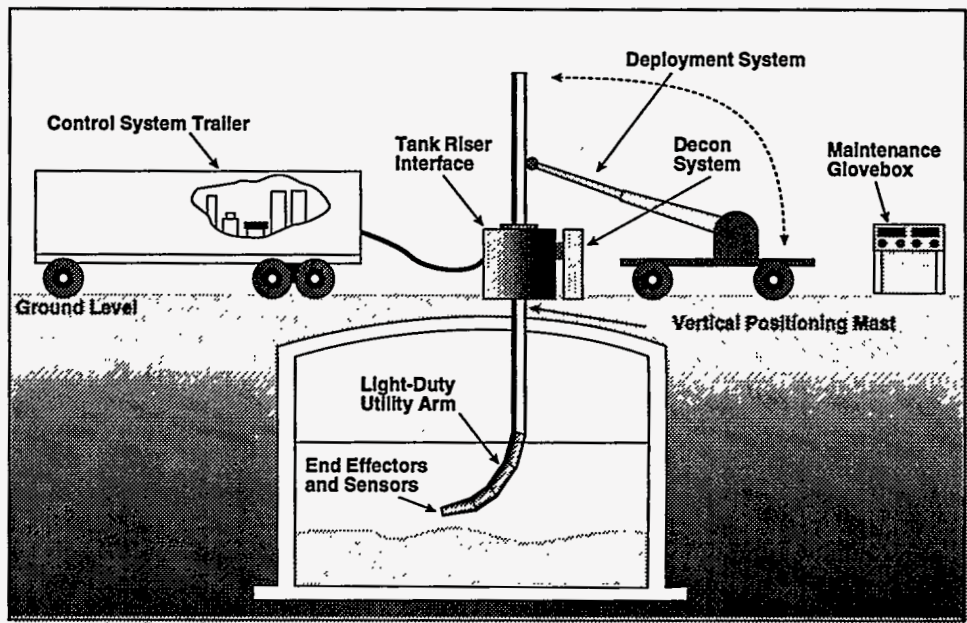 Deployment System
Control System Trailer
Tank Riser
Interface
Decon
System
Maintenance
Glovebox
Ground Level
Vertical Positioning Mast
Light-Duty
Utility Arm
End Effectors
and Sensors